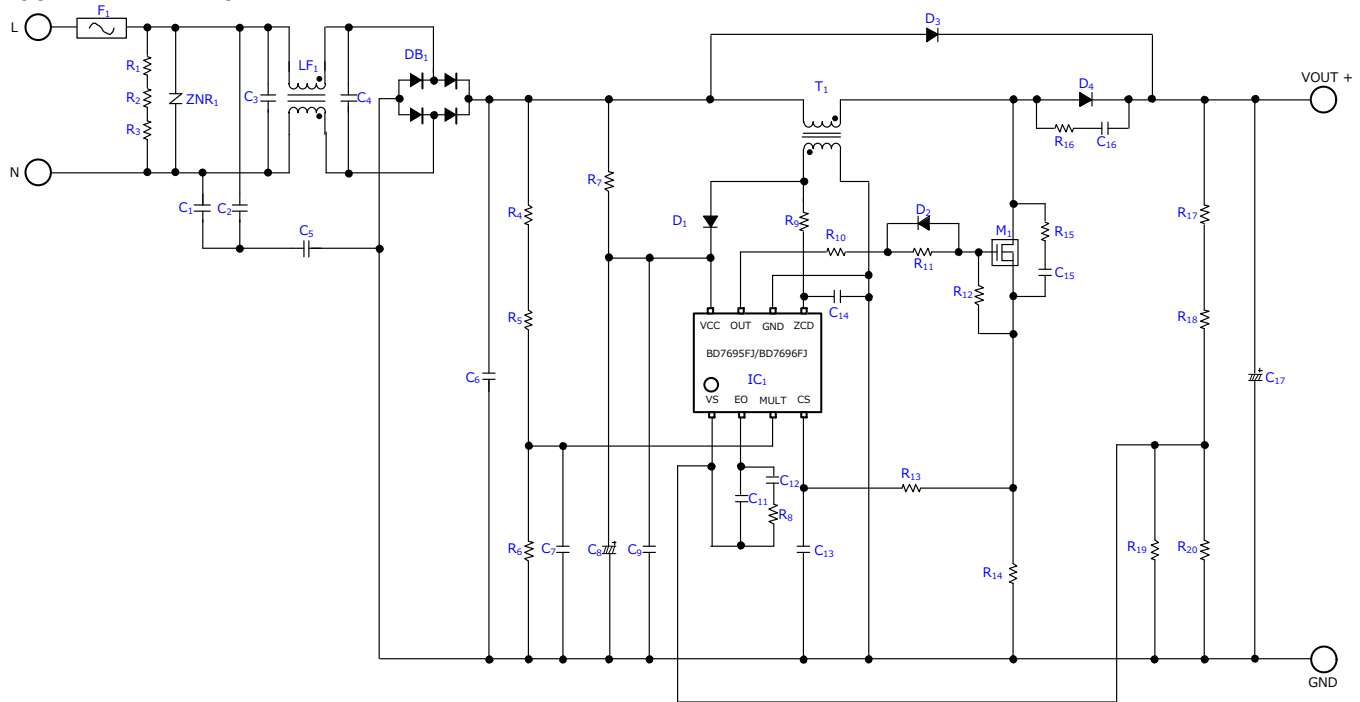 F₁
L
D₃
R₁
R₂
R₃
ZNR₁
C₃
LF₁
C₄
DB₁
VOUT +
T₁
D₄
R₁₆
C₁₆
N
C₁
C₂
C₅
R₇
R₄
D₁
R₉
R₁₀
D₂
R₁₁
M₁
R₁₅
R₁₇
R₁₂
C₁₅
C₁₄
R₅
R₁₈
VCC
OUT
GND
ZCD
BD7695FJ/BD7696FJ
IC₁
VS
EO
MULT
CS
C₆
C₁₇
C₁₂
C₁₁
R₈
R₁₃
R₆
C₇
C₈
C₉
C₁₃
R₁₄
R₁₉
R₂₀
GND